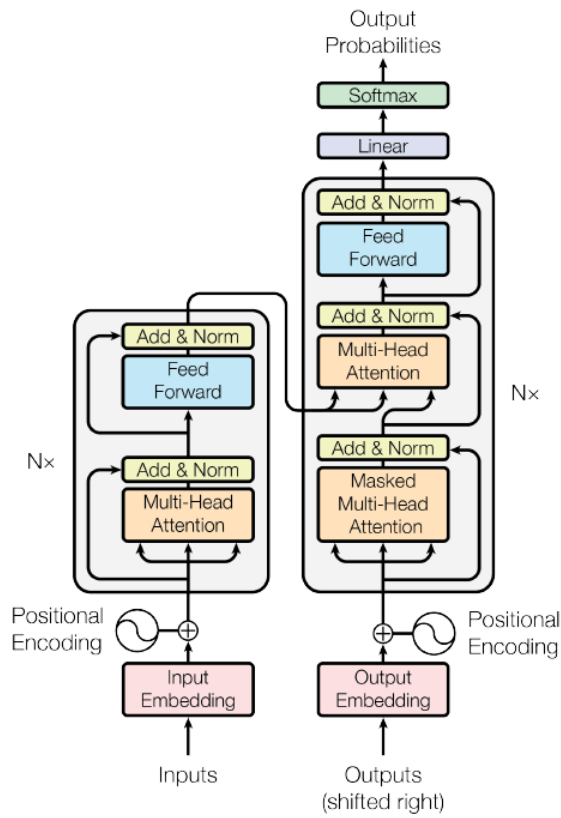 Output
Probabilities
Softmax
Linear
Add & Norm
Feed
Forward
Add & Norm
Multi-Head
Attention
Add & Norm
Masked
Multi-Head
Attention
N×
Positional
Encoding
Output
Embedding
Outputs
(shifted right)
Add & Norm
Feed
Forward
Add & Norm
Multi-Head
Attention
N×
Positional
Encoding
Input
Embedding
Inputs